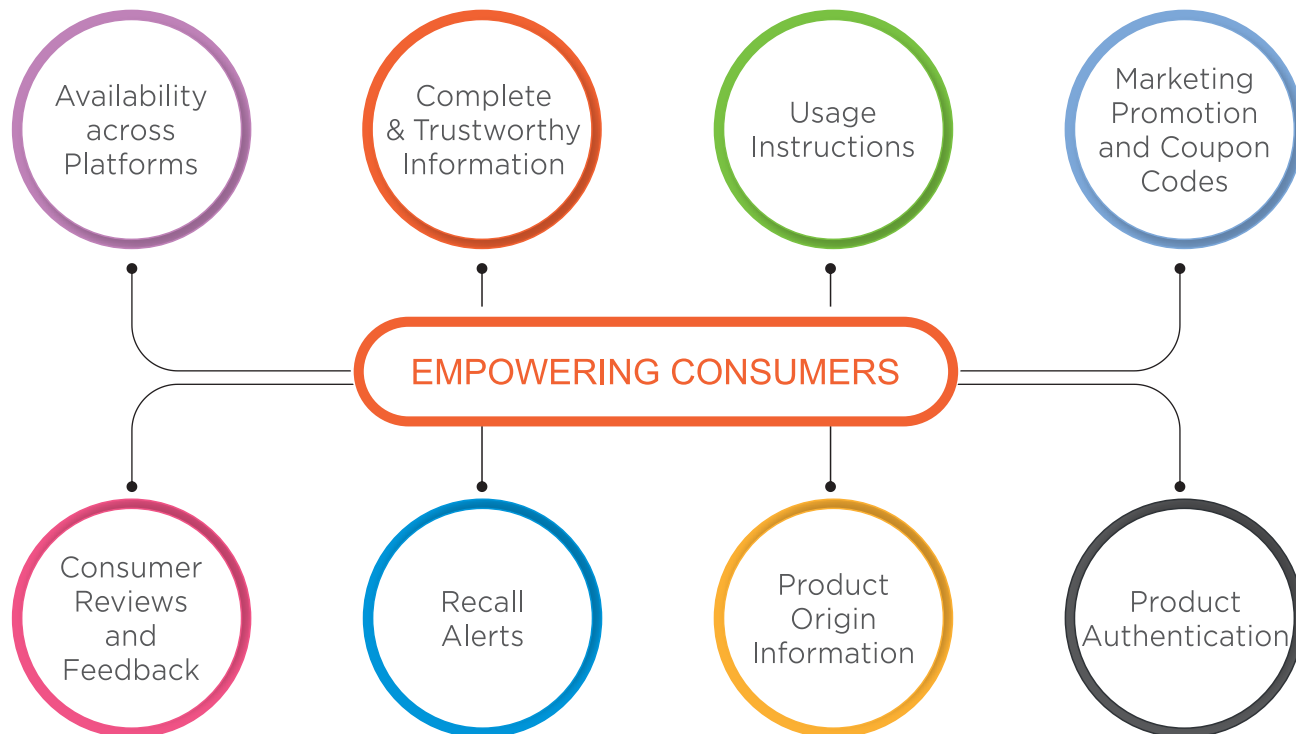 Availability
across
Platforms
Complete
& Trustworthy
Information
Usage
Instructions
Marketing
Promotion
and Coupon
Codes
EMPOWERING CONSUMERS
Consumer
Reviews
and
Feedback
Recall
Alerts
Product
Origin
Information
Product
Authentication